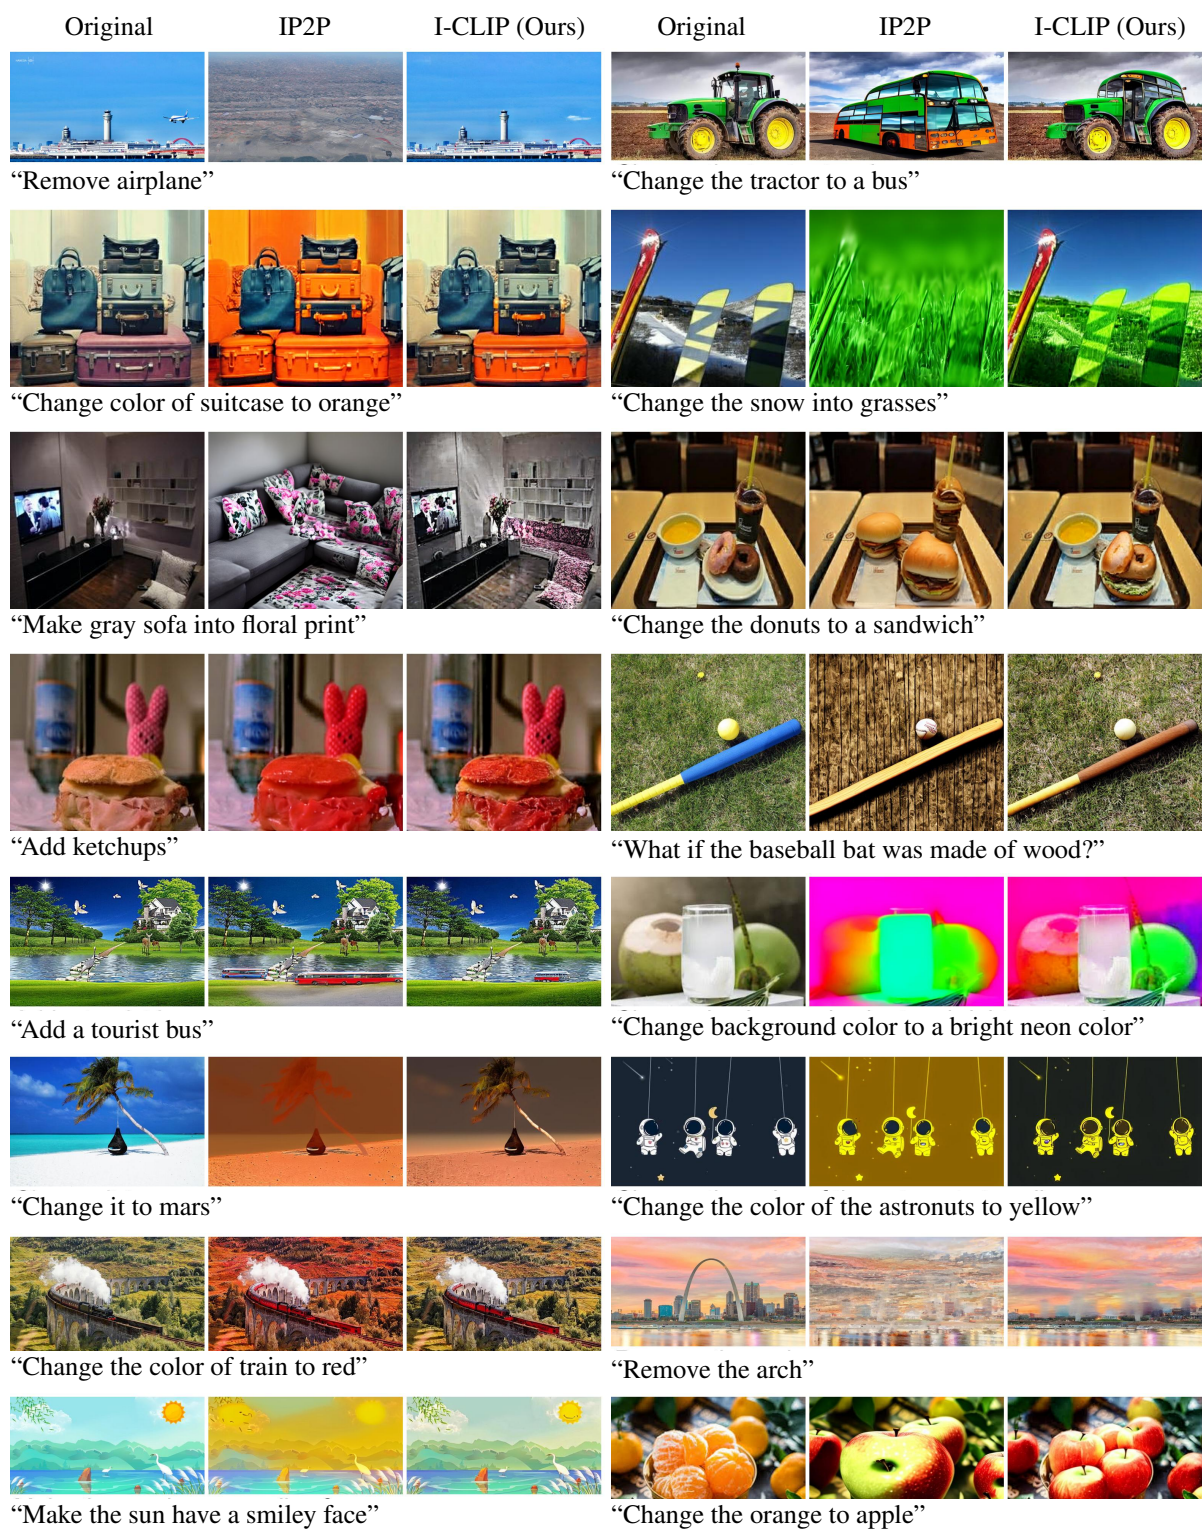 Original IP2P I-CLIP (Ours) Original IP2P I-CLIP (Ours)
“Remove airplane”
“Change the tractor to a bus”
“Change color of suitcase to orange”
“Change the snow into grasses”
“Make gray sofa into floral print”
“Change the donuts to a sandwich”
“Add ketchups”
“What if the baseball bat was made of wood?”
“Add a tourist bus”
“Change background color to a bright neon color”
“Change it to mars”
“Change the color of the astronuts to yellow”
“Change the color of train to red”
“Remove the arch”
“Make the sun have a smiley face”
“Change the orange to apple”